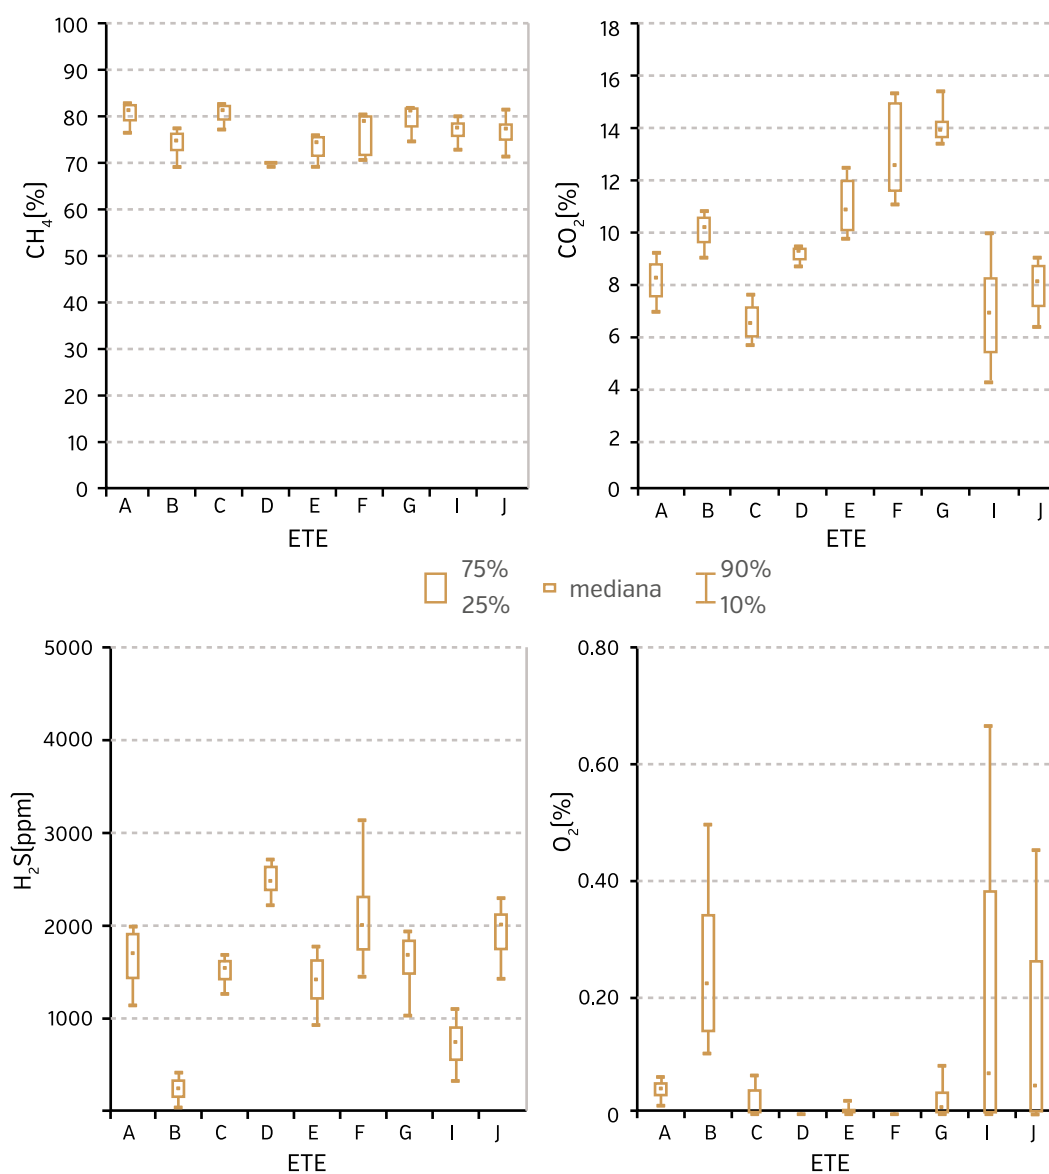 100
90
80
70
60
50
40
30
20
10
0
CH₄(%)
A B C D E F G I J
ETE
18
16
14
12
10
8
6
4
2
0
CO₂(%)
A B C D E F G I J
ETE
75%
25%
mediana
90%
10%
5000
4000
3000
2000
1000
H₂S(ppm)
A B C D E F G I J
ETE
0.80
0.60
0.40
0.20
0
O₂(%)
A B C D E F G I J
ETE